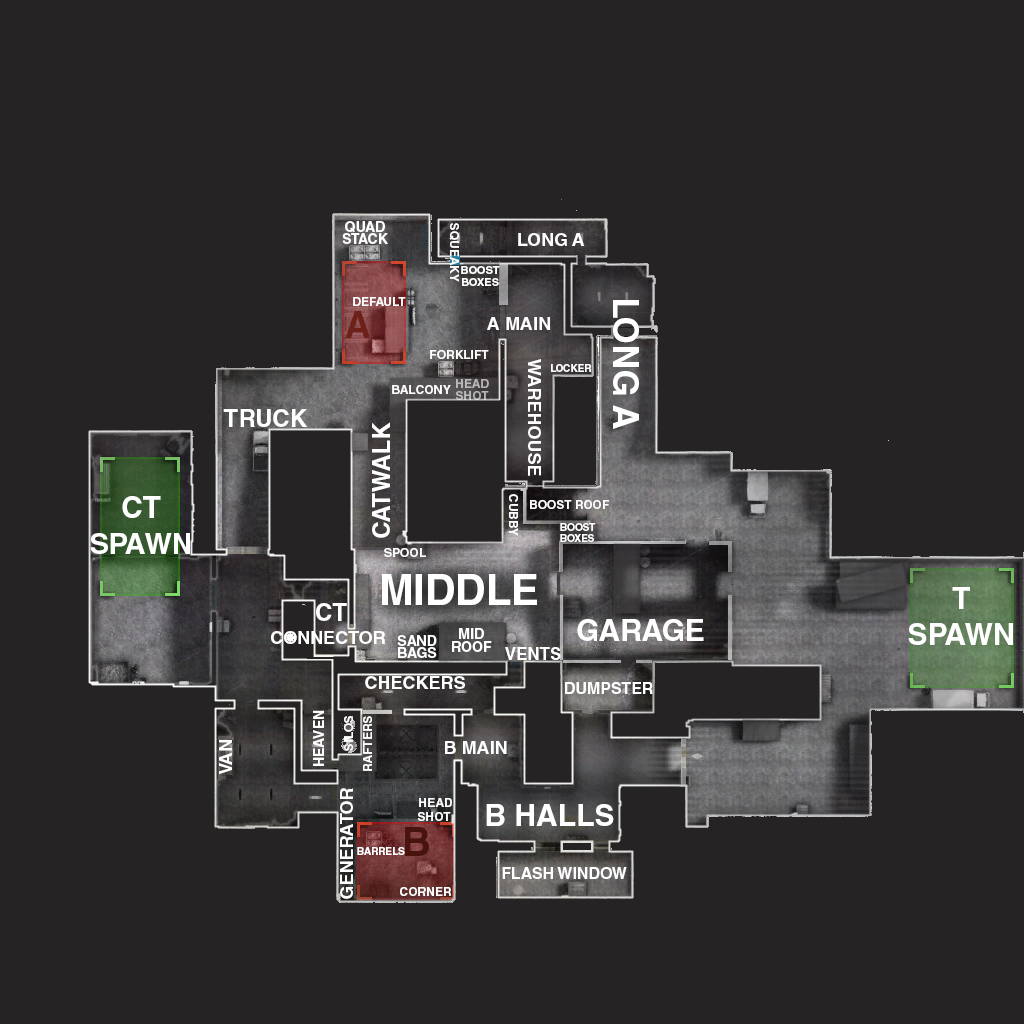 QUAD
STACK
SQUEAKY
LONG A
BOOST
BOXES
DEFAULT
A
A MAIN
LONG A
FORKLIFT
LOCKER
BALCONY
HEAD
SHOT
WAREHOUSE
TRUCK
CATWALK
CT
SPAWN
CUBBY
BOOST ROOF
BOOST
BOXES
SPOOL
MIDDLE
T
SPAWN
CT
CONNECTOR
SAND
BAGS
MID
ROOF
GARAGE
VENTS
CHECKERS
DUMPSTER
VAN
HEAVEN
SILOS
RAFTERS
B MAIN
HEAD
SHOT
B HALLS
GENERATOR
B
BARRELS
CORNER
FLASH WINDOW